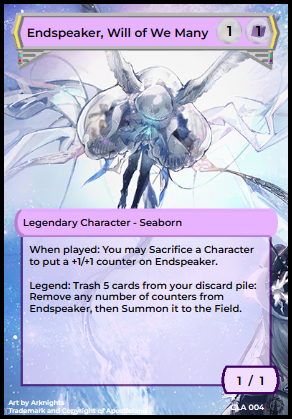 Endspeaker, Will of We Many 1 1
Legendary Character - Seaborn
When played: You may Sacrifice a Character
to put a +1/+1 counter on Endspeaker.
Legend: Trash 5 cards from your discard pile:
Remove any number of counters from
Endspeaker, then Summon it to the Field.
1 / 1
Art by Arknights
Trademark and Copyright of
004